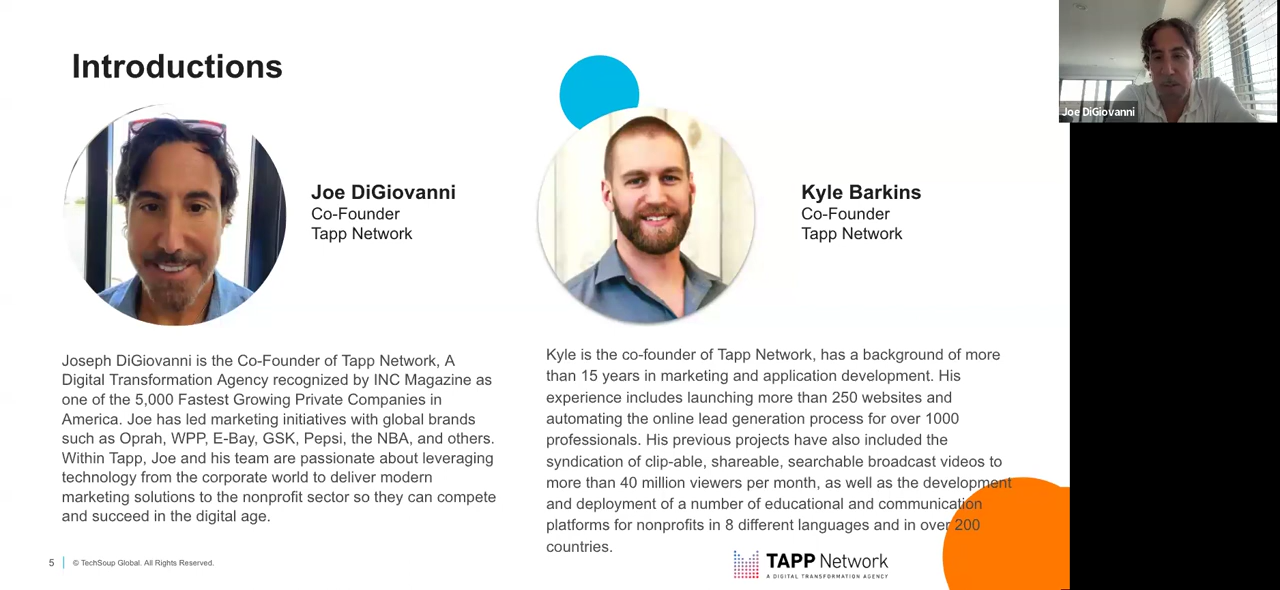 Introductions
Joe DiGiovanni
Co-Founder
Tapp Network
Kyle Barkins
Co-Founder
Tapp Network
Joe DiGiovanni
Joseph DiGiovanni is the Co-Founder of Tapp Network, A
Digital Transformation Agency recognized by INC Magazine as
one of the 5,000 Fastest Growing Private Companies in
America. Joe has led marketing initiatives with global brands
such as Oprah, WPP, E-Bay, GSK, Pepsi, the NBA, and others.
Within Tapp, Joe and his team are passionate about leveraging
technology from the corporate world to deliver modern
marketing solutions to the nonprofit sector so they can compete
and succeed in the digital age.
Kyle is the co-founder of Tapp Network, has a background of more
than 15 years in marketing and application development. His
experience includes launching more than 250 websites and
automating the online lead generation process for over 1000
professionals. His previous projects have also included the
syndication of clip-able, shareable, searchable broadcast videos to
more than 40 million viewers per month, as well as the development
and deployment of a number of educational and communication
platforms for nonprofits in 8 different languages and in over 200
countries.
5
© TechSoup Global. All Rights Reserved.
TAPP Network
A DIGITAL TRANSFORMATION AGENCY